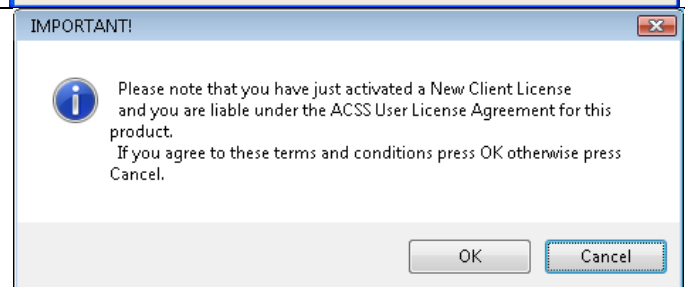 IMPORTANT!
Please note that you have just activated a New Client License
and you are liable under the ACSS User License Agreement for this
product.
If you agree to these terms and conditions press OK otherwise press
Cancel.
OK
Cancel